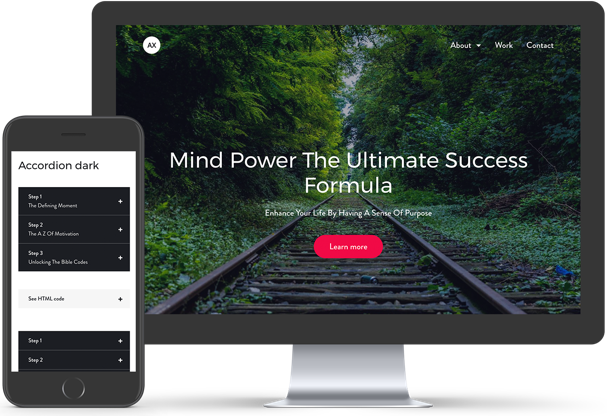 AX
About
Work
Contact
Mind Power The Ultimate Success
Formula
Enhance Your Life By Having A Sense Of Purpose
Learn more
Accordion dark
Step 1
The Defining Moment
Step 2
The A Z Of Motivation
Step 3
Unlocking The Bible Codes
See HTML code
Step 1
Step 2